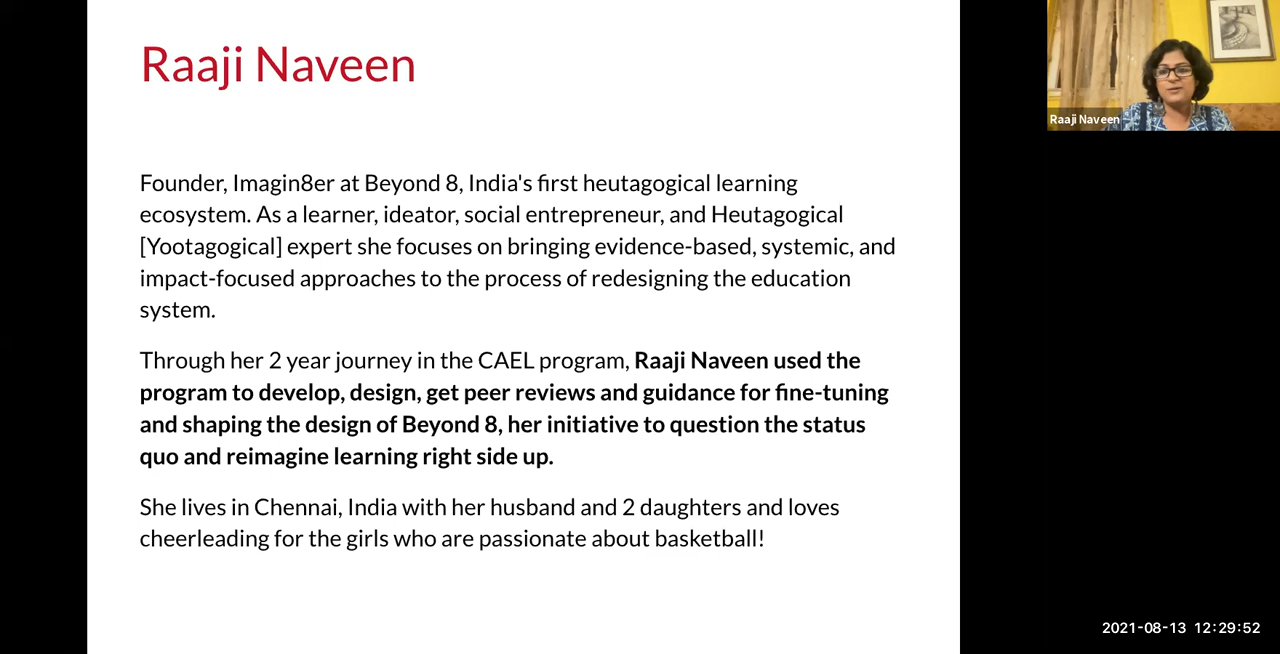 Raaji Naveen
Founder, Imagin8er at Beyond 8, India's first heutagogical learning
ecosystem. As a learner, ideator, social entrepreneur, and Heutagogical
[Yootagogical] expert she focuses on bringing evidence-based, systemic, and
impact-focused approaches to the process of redesigning the education
system.
Through her 2 year journey in the CAEL program, Raaji Naveen used the
program to develop, design, get peer reviews and guidance for fine-tuning
and shaping the design of Beyond 8, her initiative to question the status
quo and reimagine learning right side up.
She lives in Chennai, India with her husband and 2 daughters and loves
cheerleading for the girls who are passionate about basketball!
Raaji Naveen
2021-08-13 12:29:52